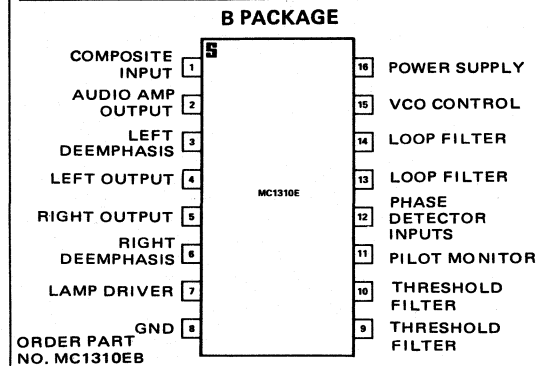 B PACKAGE
S
COMPOSITE
INPUT
1
AUDIO AMP
OUTPUT
2
LEFT
DEEMPHASIS
3
LEFT OUTPUT
4
RIGHT OUTPUT
5
RIGHT
DEEMPHASIS
6
LAMP DRIVER
7
GND
8
ORDER PART
NO. MC1310EB
MC1310E
16
POWER SUPPLY
15
VCO CONTROL
14
LOOP FILTER
13
LOOP FILTER
12
PHASE
DETECTOR
INPUTS
11
PILOT MONITOR
10
THRESHOLD
FILTER
9
THRESHOLD
FILTER